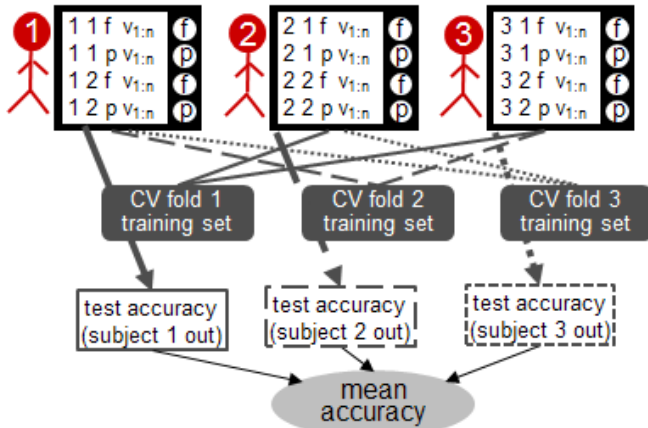 1
1 1 f v1:n f
1 1 p v1:n p
1 2 f v1:n f
1 2 p v1:n p
2
2 1 f v1:n f
2 1 p v1:n p
2 2 f v1:n f
2 2 p v1:n p
3
3 1 f v1:n f
3 1 p v1:n p
3 2 f v1:n f
3 2 p v1:n p
CV fold 1
training set
CV fold 2
training set
CV fold 3
training set
test accuracy
(subject 1 out)
test accuracy
(subject 2 out)
test accuracy
(subject 3 out)
mean
accuracy